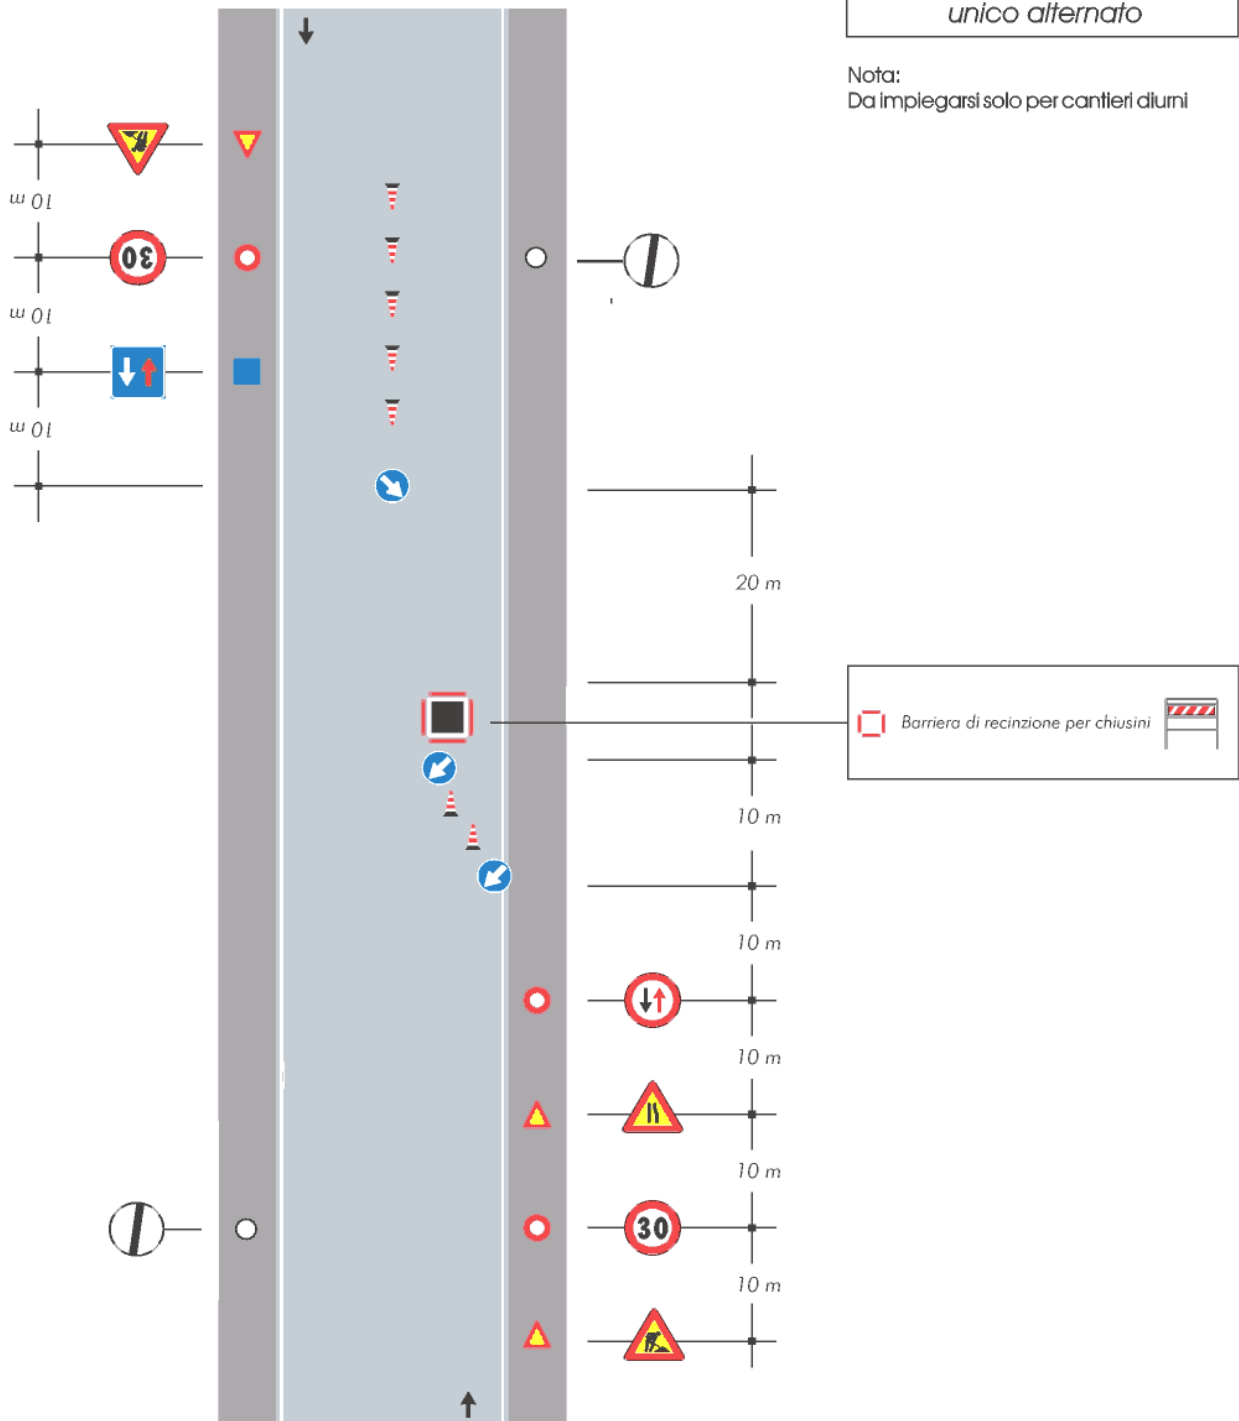 unico alternato
Nota:
Da impiegarsi solo per cantieri diurni
10 m
30
10 m
10 m
20 m
Barriera di recinzione per chiusini
10 m
10 m
10 m
10 m
30
10 m